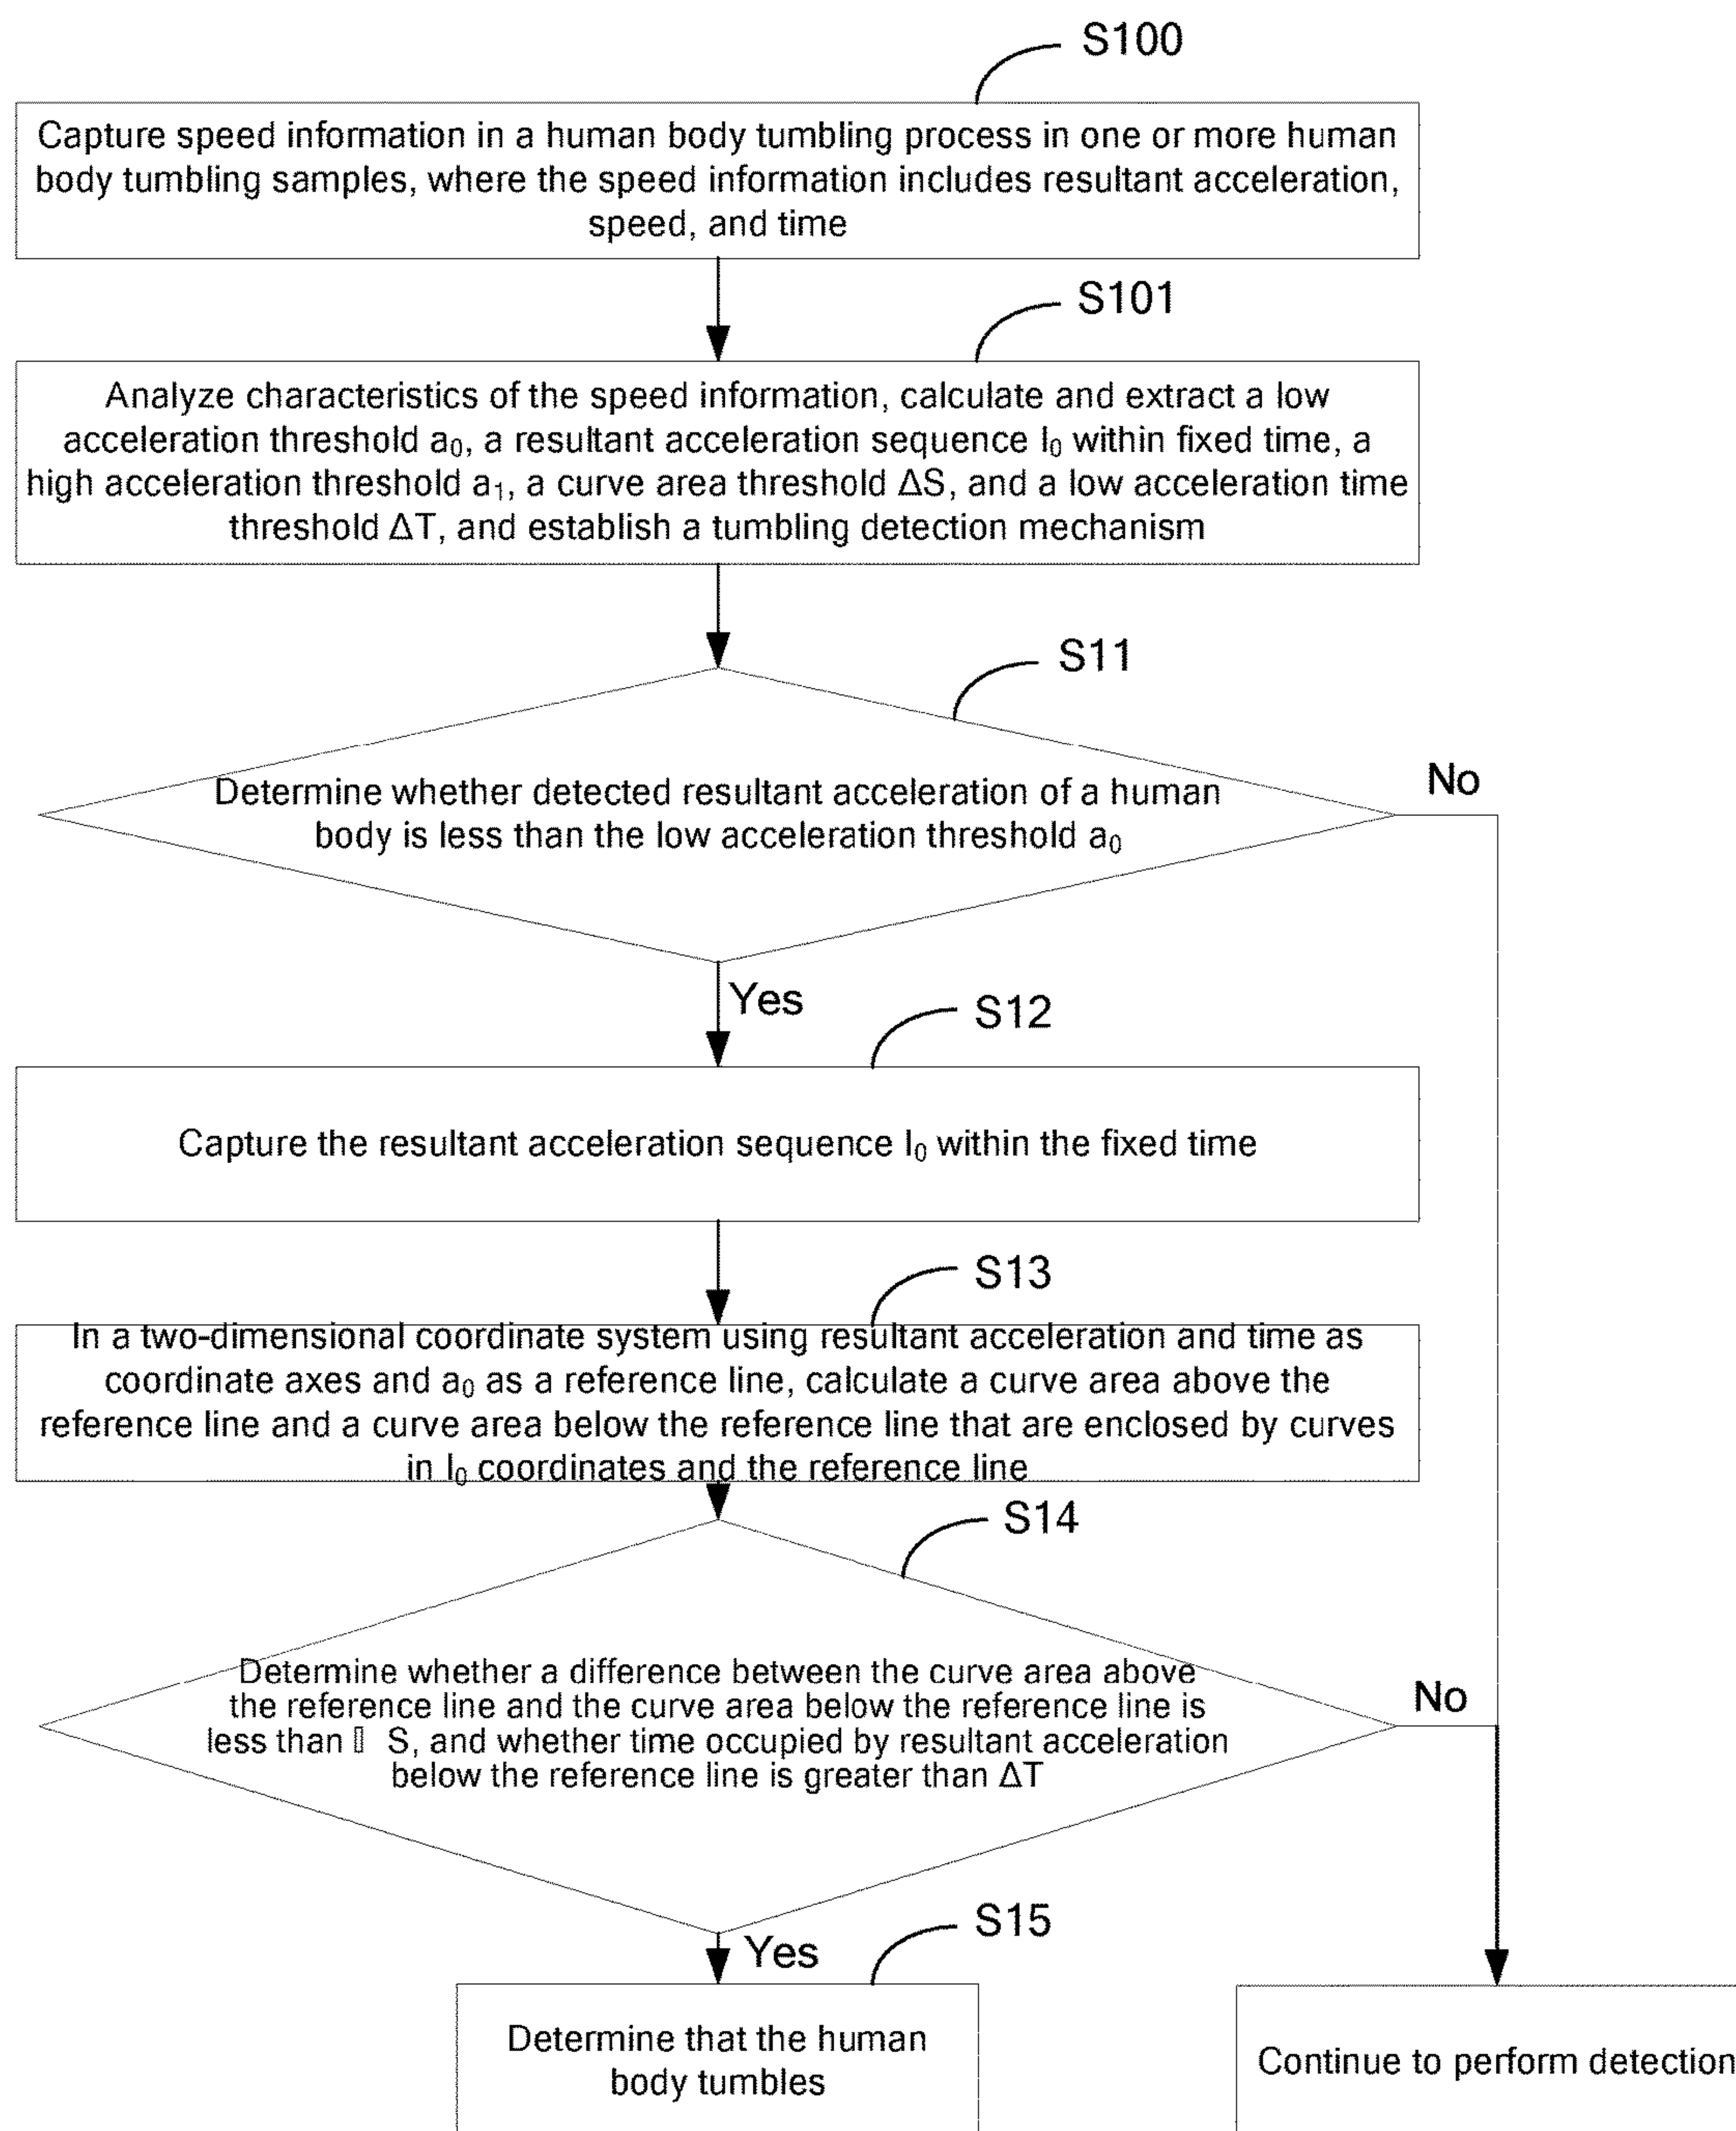 S100
Capture speed information in a human body tumbling process in one or more human
body tumbling samples, where the speed information includes resultant acceleration,
speed, and time
S101
Analyze characteristics of the speed information, calculate and extract a low
acceleration threshold a₀, a resultant acceleration sequence I₀ within fixed time, a
high acceleration threshold a₁, a curve area threshold ΔS, and a low acceleration time
threshold ΔT, and establish a tumbling detection mechanism
S11
Determine whether detected resultant acceleration of a human
body is less than the low acceleration threshold a₀
No
Yes
S12
Capture the resultant acceleration sequence I₀ within the fixed time
S13
In a two-dimensional coordinate system using resultant acceleration and time as
coordinate axes and a₀ as a reference line, calculate a curve area above the
reference line and a curve area below the reference line that are enclosed by curves
in I₀ coordinates and the reference line
S14
Determine whether a difference between the curve area above
the reference line and the curve area below the reference line is
less than ▯ S, and whether time occupied by resultant acceleration
below the reference line is greater than ΔT
No
Yes
S15
Determine that the human
body tumbles
Continue to perform detection